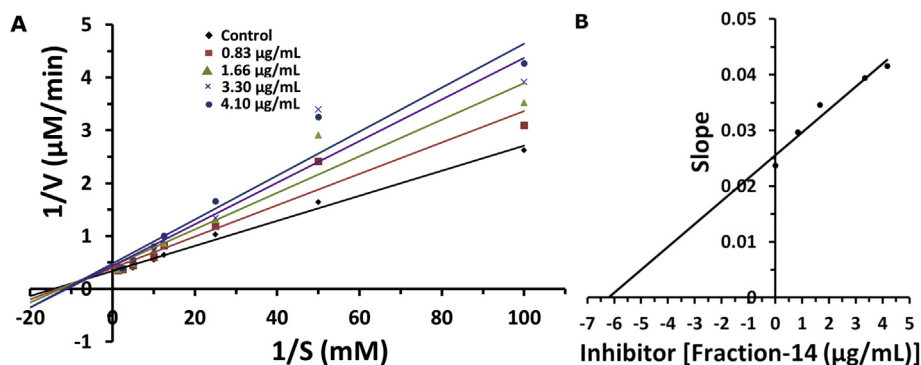 A
Control
0.83 µg/mL
1.66 µg/mL
3.30 µg/mL
4.10 µg/mL
1/V (µM/min)
5
4
3
2
1
0
-1
-20 0 20 40 60 80 100
1/S (mM)
B
Slope
0.05
0.04
0.03
0.02
0.01
0.00
-7 -6 -5 -4 -3 -2 -1 0 1 2 3 4 5
Inhibitor [Fraction-14 (µg/mL)]